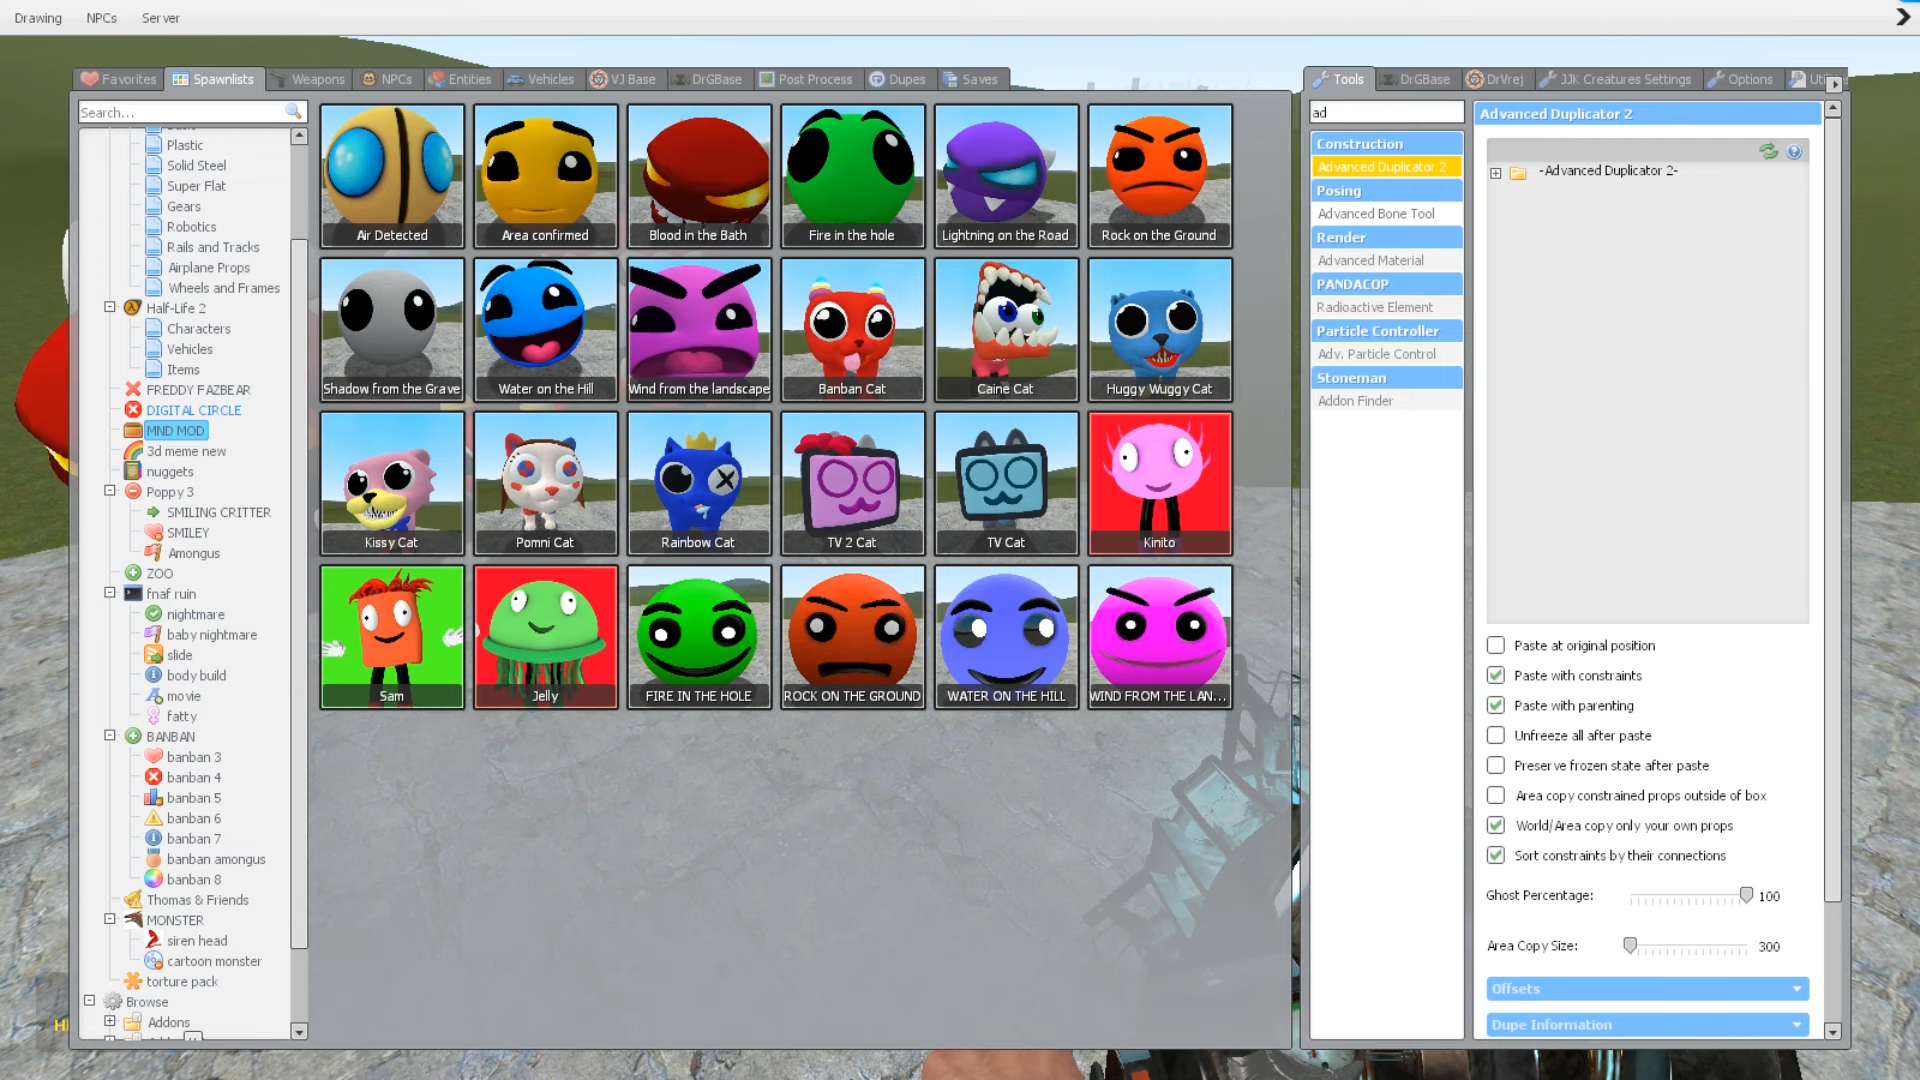 Drawing NPCs Server
Favorites Spawnlists Weapons NPCs Entities Vehicles VJ Base DrGBase Post Process Dupes Saves
Search...
Plastic
Solid Steel
Super Flat
Gears
Robotics
Rails and Tracks
Airplane Props
Wheels and Frames
Half-Life 2
Characters
Vehicles
Items
FREDDY FAZBEAR
DIGITAL CIRCLE
MND MOD
3d meme new
nuggets
Poppy 3
SMILING CRITTER
SMILEY
Amongus
ZOO
fnaf ruin
nightmare
baby nightmare
slide
body build
movie
fatty
BANBAN
banban 3
banban 4
banban 5
banban 6
banban 7
banban amongus
banban 8
Thomas & Friends
MONSTER
siren head
cartoon monster
torture pack
Browse
Addons
Air Detected Area confirmed Blood in the Bath Fire in the hole Lightning on the Road Rock on the Ground
Shadow from the Grave Water on the Hill Wind from the landscape Banban Cat Caine Cat Huggy Wuggy Cat
Kissy Cat Pomni Cat Rainbow Cat TV 2 Cat TV Cat Kinito
Sam Jelly FIRE IN THE HOLE ROCK ON THE GROUND WATER ON THE HILL WIND FROM THE LAN...
Tools DrGBase DrVrej JJK Creatures Settings Options Uti
ad
Construction
Advanced Duplicator 2
Posing
Advanced Bone Tool
Render
Advanced Material
PANDACOP
Radioactive Element
Particle Controller
Adv. Particle Control
Stoneman
Addon Finder
Advanced Duplicator 2
-Advanced Duplicator 2-
Paste at original position
Paste with constraints
Paste with parenting
Unfreeze all after paste
Preserve frozen state after paste
Area copy constrained props outside of box
World/Area copy only your own props
Sort constraints by their connections
Ghost Percentage: 100
Area Copy Size: 300
Offsets
Dupe Information